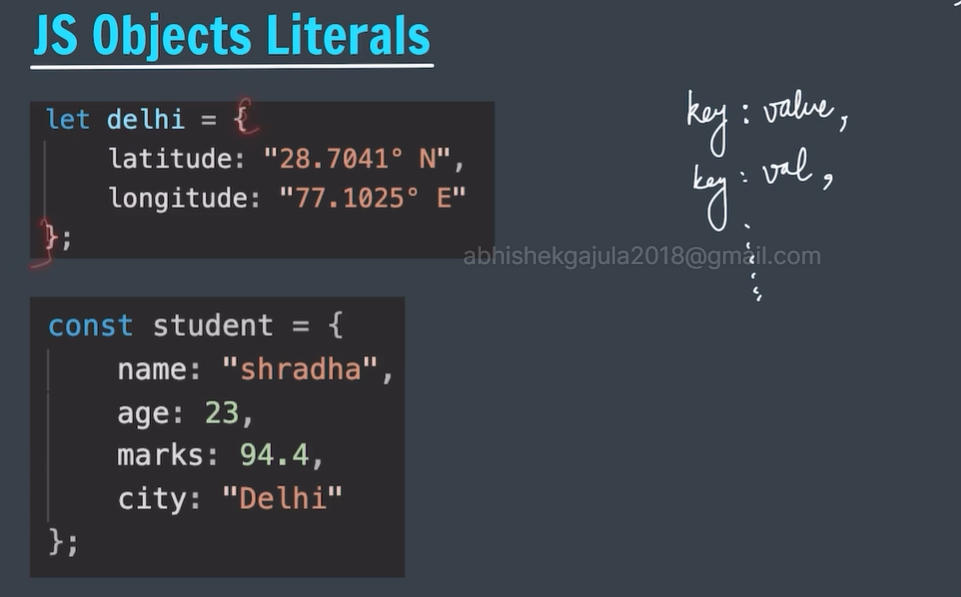 JS Objects Literals
let delhi = {
latitude: "28.7041° N",
longitude: "77.1025° E"
};
key : value,
key : val,
abhishekgajula2018@gmail.com
const student = {
name: "shradha",
age: 23,
marks: 94.4,
city: "Delhi"
};